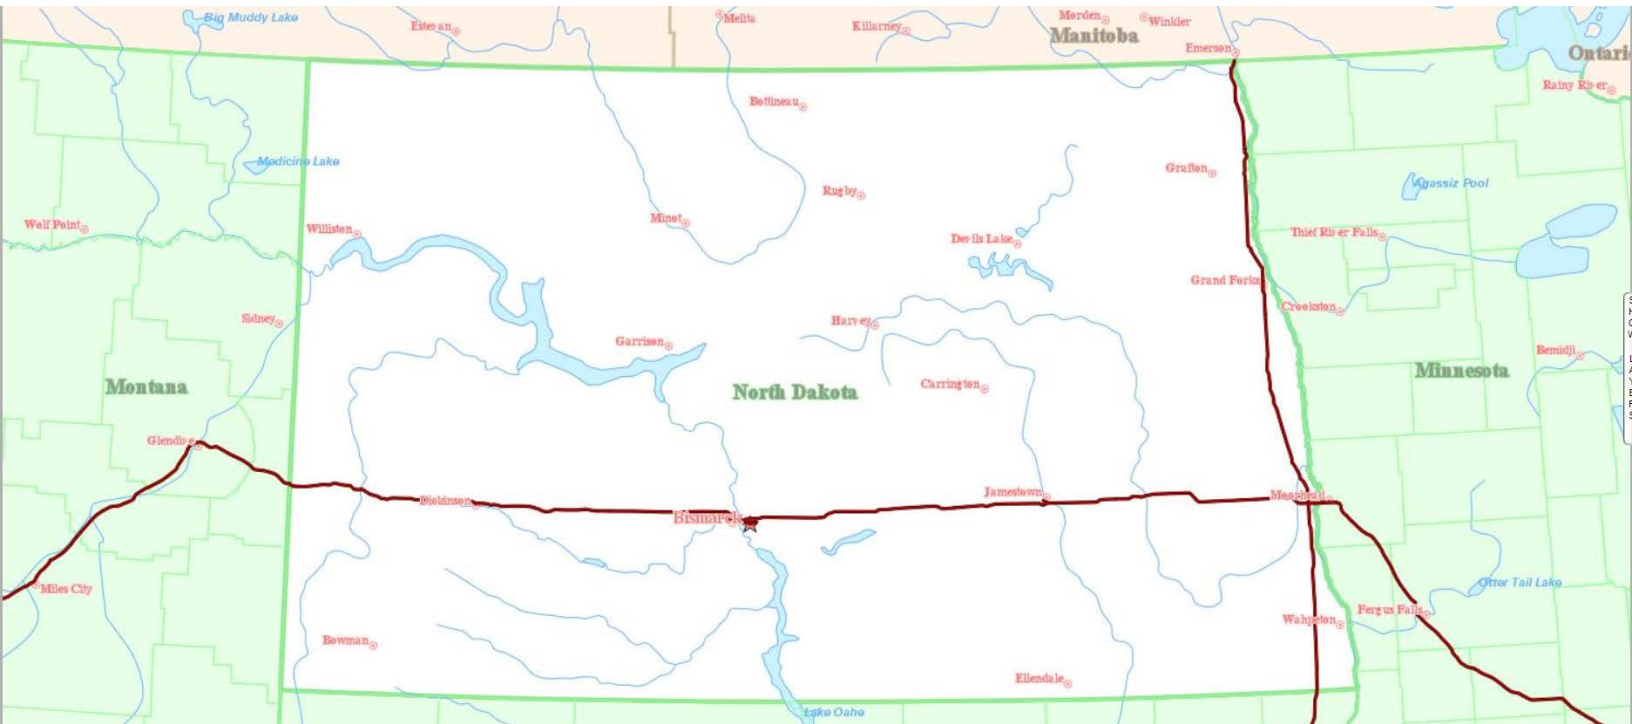 Big Muddy Lake
Estevan
Melita
Killarney
Morden
Winkler
Manitoba
Emerson
Ontari
Rainy River
Bottineau
Medicine Lake
Grafton
Agassiz Pool
Rugby
Wolf Point
Williston
Minot
Devils Lake
Thief River Falls
Grand Forks
Crookston
Sidney
Harvey
Garrison
Bemidji
Montana
North Dakota
Carrington
Minnesota
Glendive
Dickinson
Jamestown
Moorhead
Bismarck
Miles City
Otter Tail Lake
Fergus Falls
Wahpeton
Bowman
Ellendale
Lake Oahe